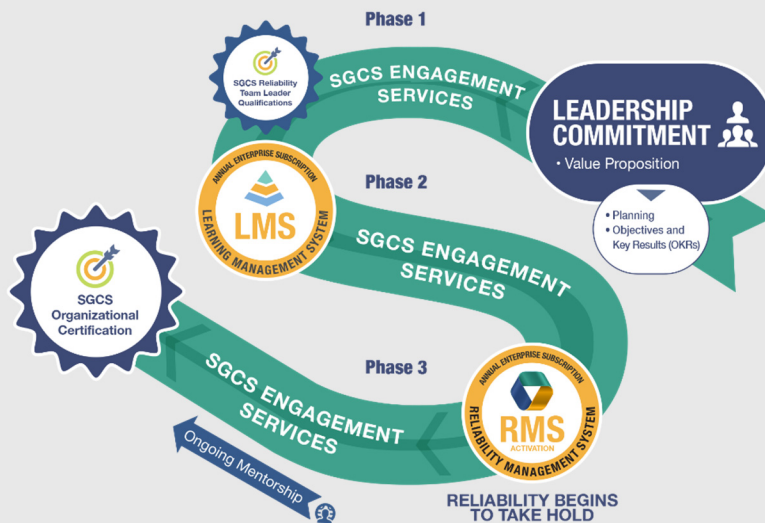 Phase 1
SGCS Reliability
Team Leader
Qualifications
SGCS ENGAGEMENT
SERVICES
LEADERSHIP
COMMITMENT
• Value Proposition
• Planning
• Objectives and
Key Results (OKRs)
Phase 2
ANNUAL ENTERPRISE SUBSCRIPTION
LMS
LEARNING MANAGEMENT SYSTEM
SGCS ENGAGEMENT
SERVICES
SGCS
Organizational
Certification
Phase 3
SGCS ENGAGEMENT
SERVICES
ANNUAL ENTERPRISE SUBSCRIPTION
RMS
ACTIVATION
RELIABILITY MANAGEMENT SYSTEM
Ongoing Mentorship
RELIABILITY BEGINS
TO TAKE HOLD